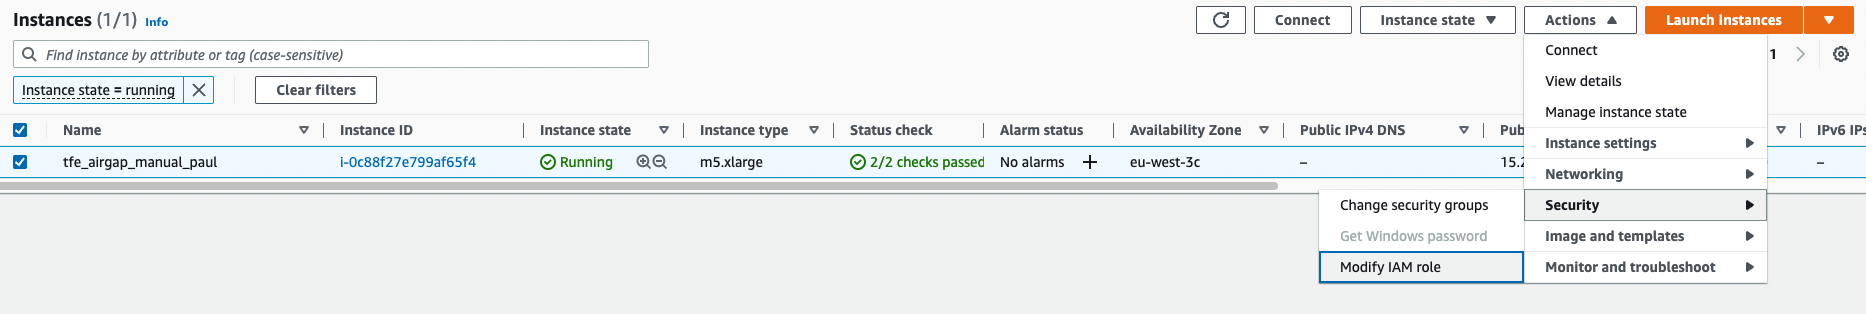 Instances (1/1) Info
Connect
Instance state
Actions
Launch instances
Find instance by attribute or tag (case-sensitive)
1
Instance state = running
Clear filters
Name Instance ID Instance state Instance type Status check Alarm status Availability Zone Public IPv4 DNS Pub IPv6 IPs
tfe_airgap_manual_paul i-0c88f27e799af65f4 Running m5.xlarge 2/2 checks passed No alarms + eu-west-3c – 15.2 –
Connect
View details
Manage instance state
Instance settings
Networking
Security
Image and templates
Monitor and troubleshoot
Change security groups
Get Windows password
Modify IAM role